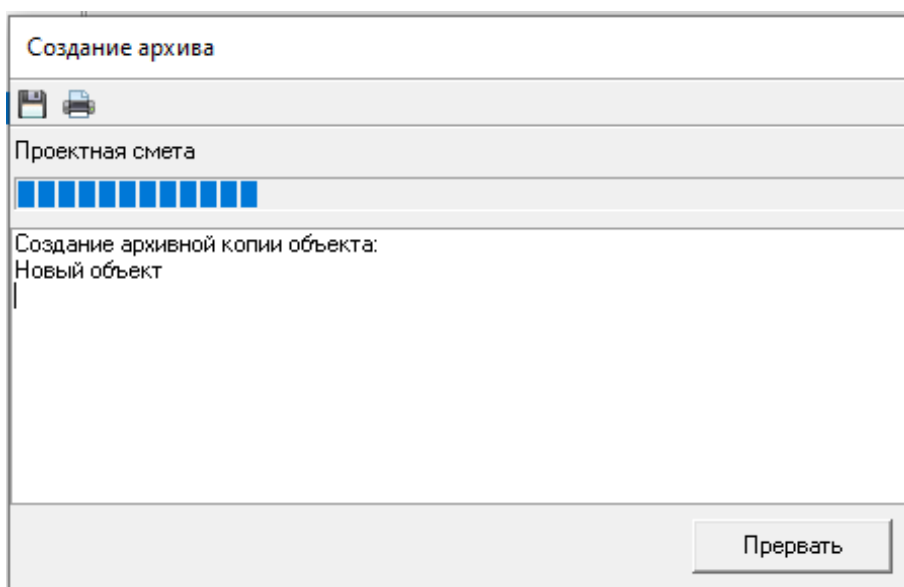 Создание архива
Проектная смета
Создание архивной копии объекта:
Новый объект
Прервать